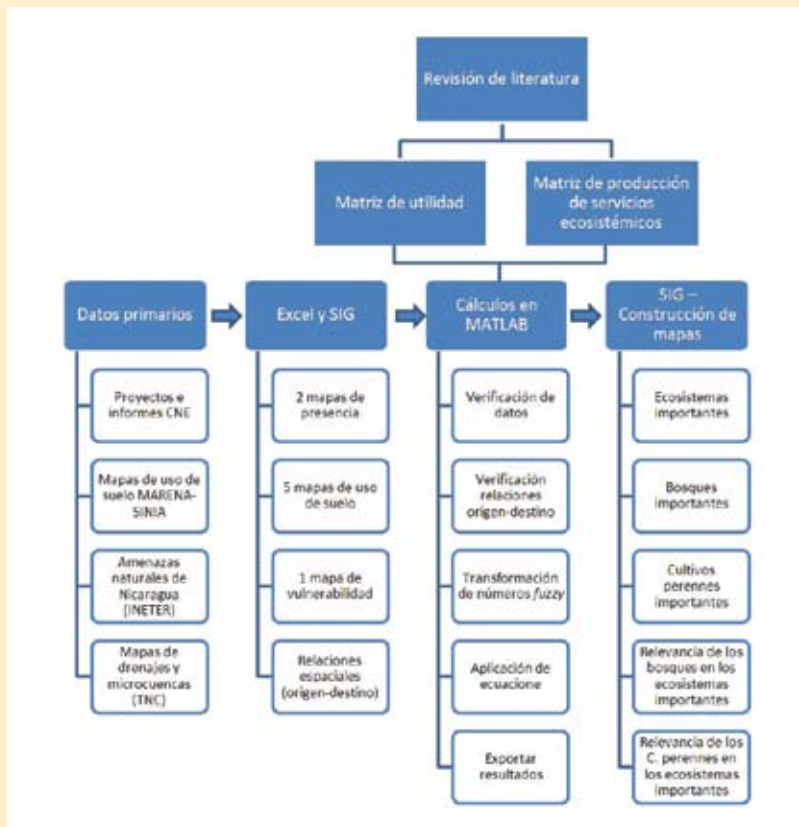 Revisión de literatura
Matriz de utilidad
Matriz de producción
de servicios
ecosistémicos
Datos primarios
Excel y SIG
Cálculos en
MATLAB
SIG –
Construcción de
mapas
Proyectos e
informes CNE
Mapas de uso de
suelo MARENA-
SINIA
Amenazas
naturales de
Nicaragua
(INETER)
Mapas de
drenajes y
microcuencas
(TNC)
2 mapas de
presencia
5 mapas de uso
de suelo
1 mapa de
vulnerabilidad
Relaciones
espaciales
(origen-destino)
Verificación de
datos
Verificación
relaciones
origen-destino
Transformación
de números fuzzy
Aplicación de
ecuacione
Exportar
resultados
Ecosistemas
importantes
Bosques
importantes
Cultivos
perennes
importantes
Relevancia de los
bosques en los
ecosistemas
importantes
Relevancia de los
C. perennes en
los ecosistemas
importantes